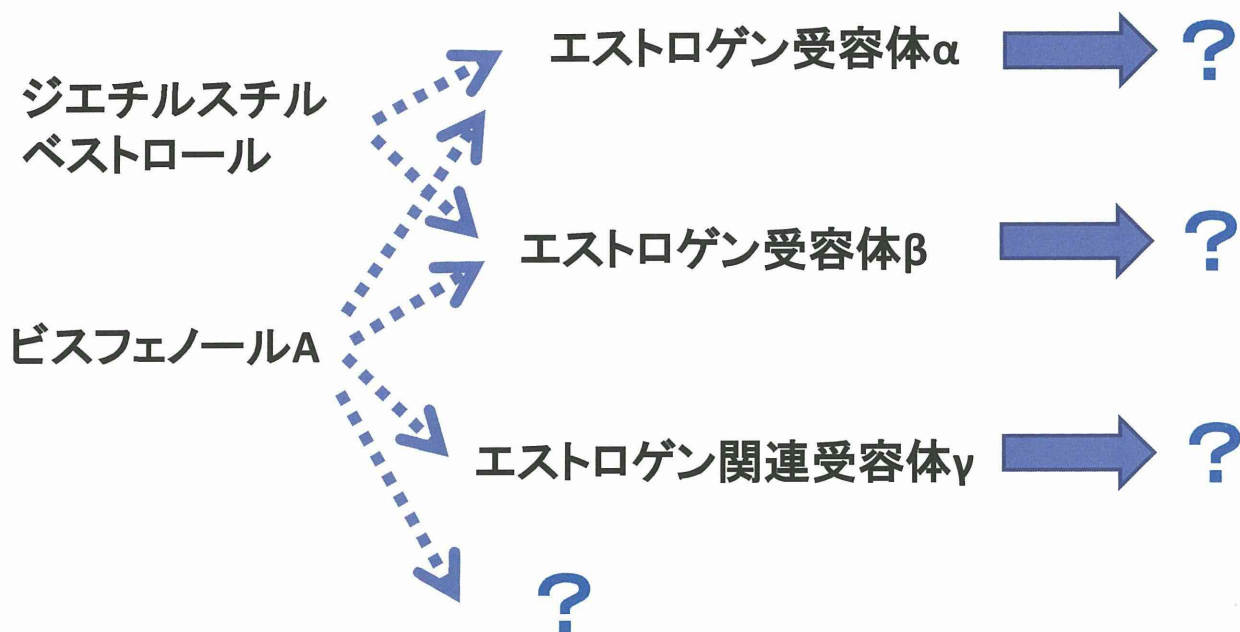 エストロゲン受容体α
?
ジエチルスチル
ベストロール
エストロゲン受容体β
?
ビスフェノールA
エストロゲン関連受容体γ
?
?